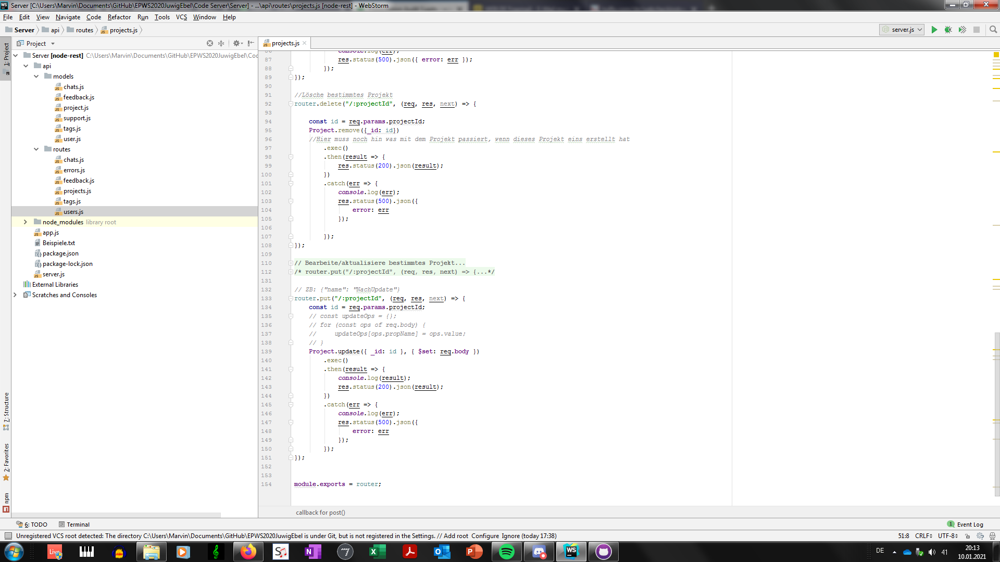 Server [C:\Users\Marvin\Documents\GitHub\EPWS2020JuwigEbel\Code Server\Server] - ...\api\routes\projects.js [node-rest] - WebStorm
File Edit View Navigate Code Refactor Run Tools VCS Window Help
Server api routes projects.js
server.js
Project
projects.js
1: Project
Server [node-rest] C:\Users\Marvin\Documents\GitHub\EPWS2020JuwigEbel\Coc
api
models
chats.js
feedback.js
project.js
support.js
tags.js
user.js
routes
chats.js
errors.js
feedback.js
projects.js
tags.js
users.js
node_modules library root
app.js
Beispiele.txt
package.json
package-lock.json
server.js
External Libraries
Scratches and Consoles
7: Structure
2: Favorites
npm
86 console.log(err);
87 res.status(500).json({ error: err });
88 });
89 });
90
91 //Lösche bestimmtes Projekt
92 router.delete("/:projectId", (req, res, next) => {
93
94 const id = req.params.projectId;
95 Project.remove({_id: id})
96 //Hier muss noch hin was mit dem Projekt passiert, wenn dieses Projekt eins erstellt hat
97 .exec()
98 .then(result => {
99 res.status(200).json(result);
100 })
101 .catch(err => {
102 console.log(err);
103 res.status(500).json({
104 error: err
105 });
106
107 });
108 });
109
110 // Bearbeite/aktualisiere bestimmtes Projekt...
112 /* router.put("/:projectId", (req, res, next) => {...*/
131
132 // ZB: {"name": "NachUpdate"}
133 router.put("/:projectId", (req, res, next) => {
134 const id = req.params.projectId;
135 // const updateOps = {};
136 // for (const ops of req.body) {
137 //     updateOps[ops.propName] = ops.value;
138 // }
139 Project.update({ _id: id }, { $set: req.body })
140 .exec()
141 .then(result => {
142 console.log(result);
143 res.status(200).json(result);
144 })
145 .catch(err => {
146 console.log(err);
147 res.status(500).json({
148 error: err
149 });
150 });
151 });
152
153
154 module.exports = router;
callback for post()
6: TODO Terminal
1 Event Log
Unregistered VCS root detected: The directory C:\Users\Marvin\Documents\GitHub\EPWS2020JuwigEbel is under Git, but is not registered in the Settings. // Add root Configure Ignore (today 17:38)
51:8 CRLF UTF-8
Live
WS
DE
41
20:13
10.01.2021